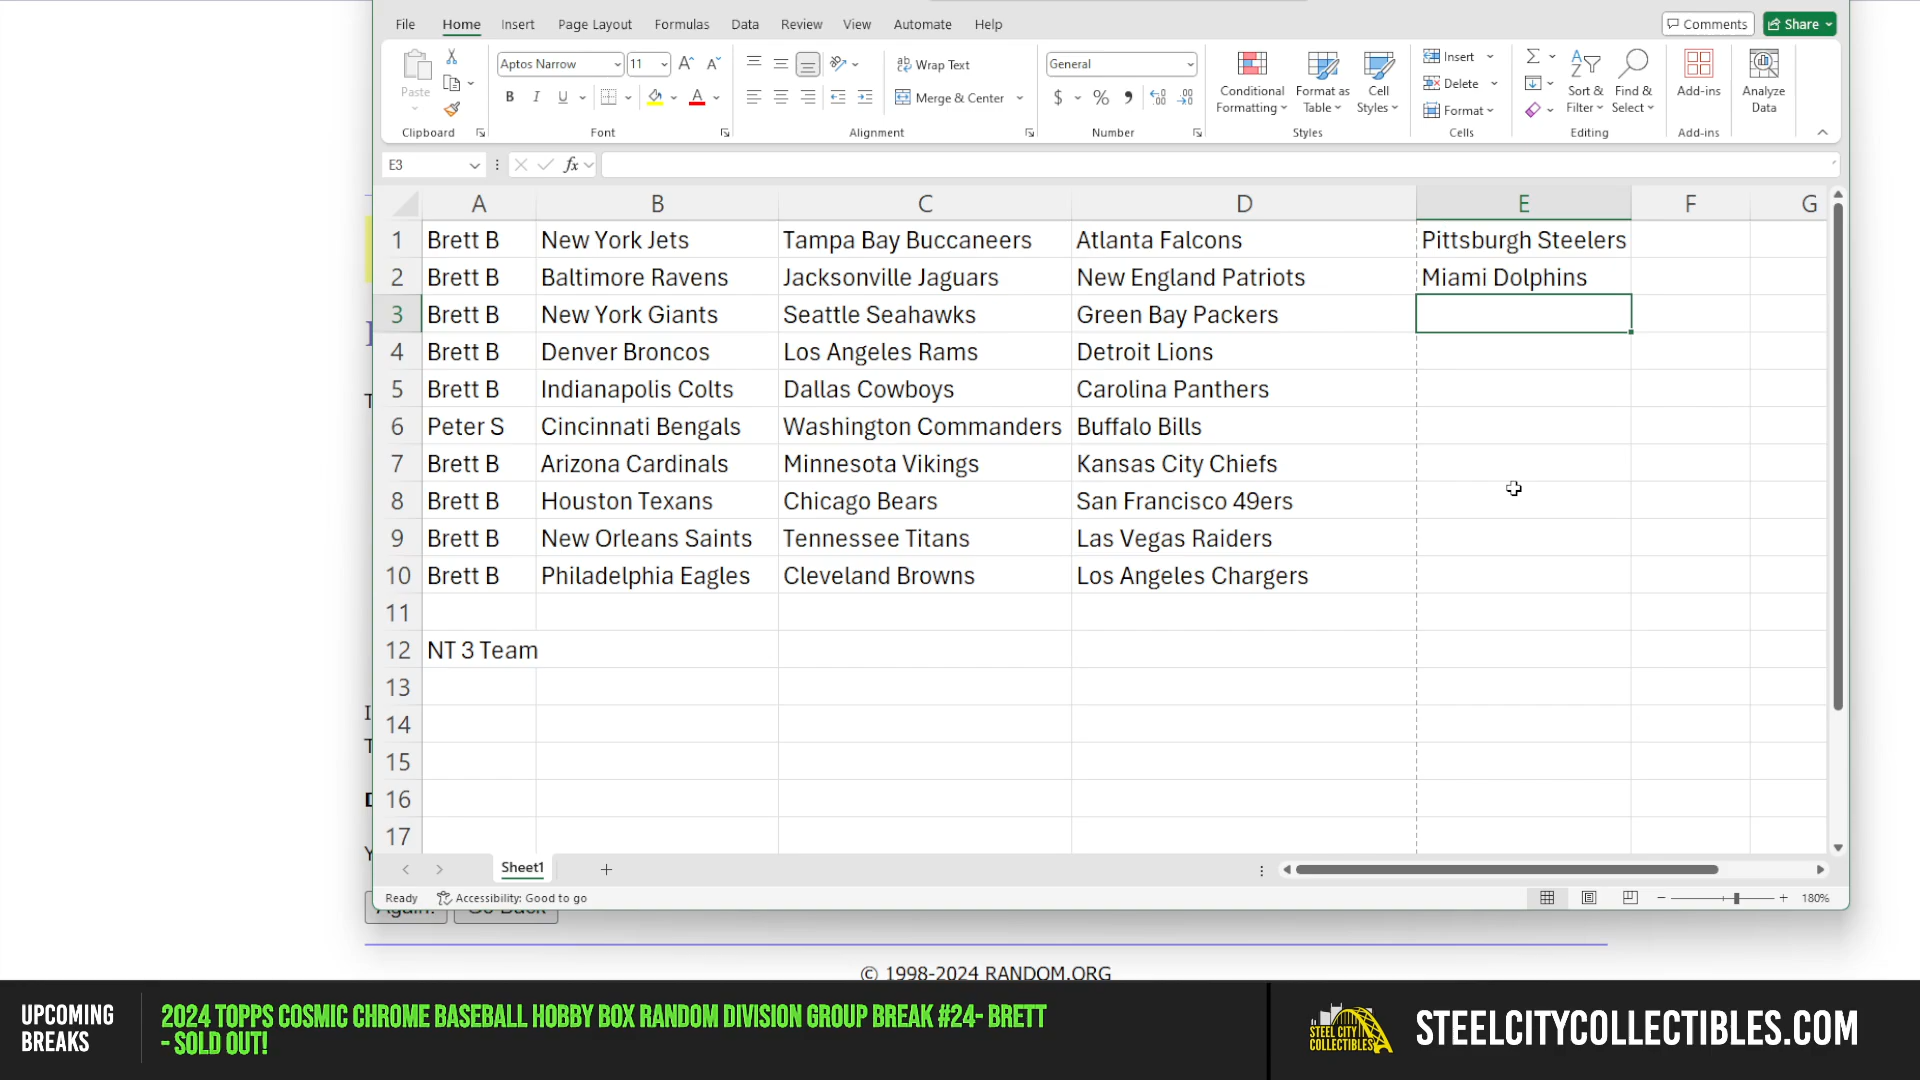 File Home Insert Page Layout Formulas Data Review View Automate Help Comments Share
Paste Aptos Narrow 11 Wrap Text General Conditional Formatting Format as Table Cell Styles Insert Sort & Filter Find & Select Add-ins Analyze Data
B I U Merge & Center $ % Delete
Format
Clipboard Font Alignment Number Styles Cells Editing Add-ins
E3 fx
A B C D E F G
1 Brett B New York Jets Tampa Bay Buccaneers Atlanta Falcons Pittsburgh Steelers
2 Brett B Baltimore Ravens Jacksonville Jaguars New England Patriots Miami Dolphins
3 Brett B New York Giants Seattle Seahawks Green Bay Packers
4 Brett B Denver Broncos Los Angeles Rams Detroit Lions
5 Brett B Indianapolis Colts Dallas Cowboys Carolina Panthers
6 Peter S Cincinnati Bengals Washington Commanders Buffalo Bills
7 Brett B Arizona Cardinals Minnesota Vikings Kansas City Chiefs
8 Brett B Houston Texans Chicago Bears San Francisco 49ers
9 Brett B New Orleans Saints Tennessee Titans Las Vegas Raiders
10 Brett B Philadelphia Eagles Cleveland Browns Los Angeles Chargers
11
12 NT 3 Team
13
14
15
16
17
Sheet1
Ready Accessibility: Good to go 180%
© 1998-2024 RANDOM.ORG
UPCOMING BREAKS
2024 TOPPS COSMIC CHROME BASEBALL HOBBY BOX RANDOM DIVISION GROUP BREAK #24- BRETT
- SOLD OUT!
STEEL CITY COLLECTIBLES
STEELCITYCOLLECTIBLES.COM